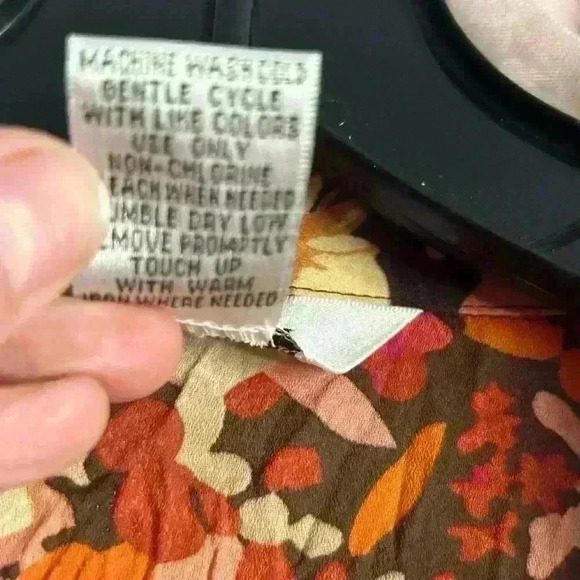 MACHINE WASH COLD
GENTLE CYCLE
WITH LIKE COLORS
USE ONLY
NON-CHLORINE
EACH WHEN NEEDED
UMBLE DRY LOW
EMOVE PROMPTLY
TOUCH UP
WITH WARM
IRON WHERE NEEDED